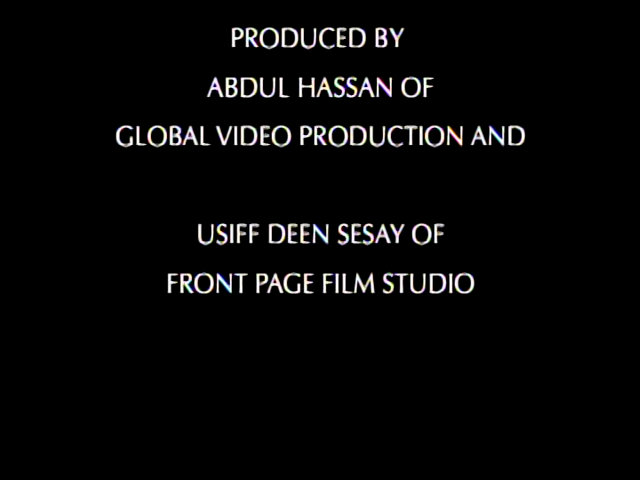 PRODUCED BY
ABDUL HASSAN OF
GLOBAL VIDEO PRODUCTION AND
USIFF DEEN SESAY OF
FRONT PAGE FILM STUDIO